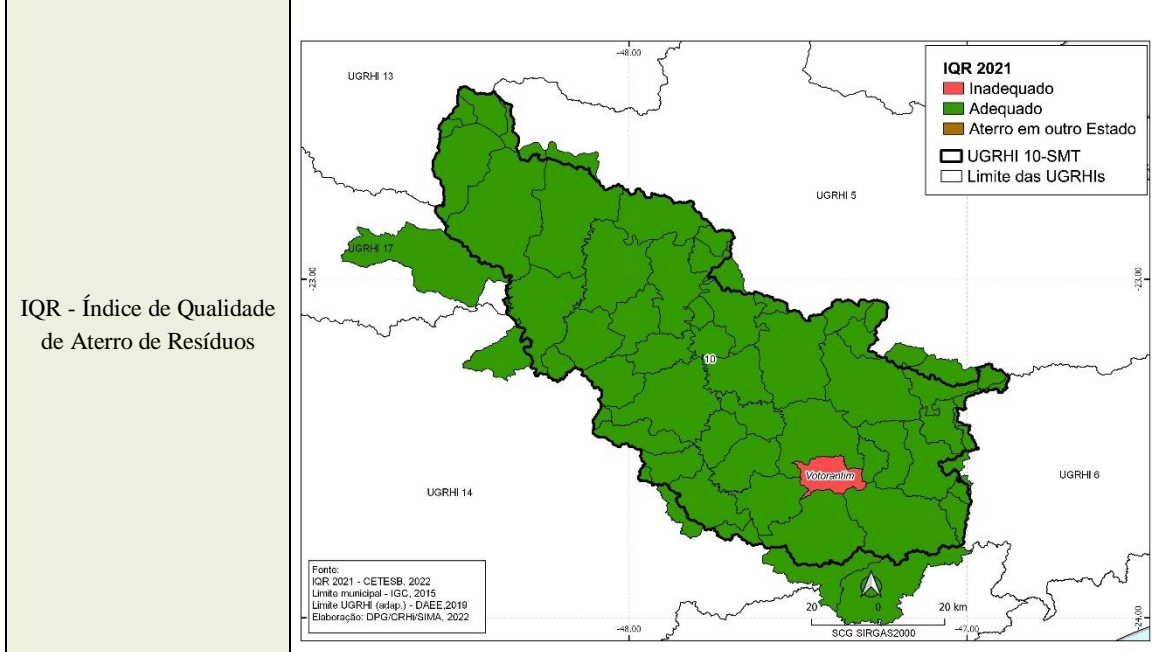 IQR - Índice de Qualidade
de Aterro de Resíduos
-48.00
UGRHI 13
IQR 2021
Inadequado
Adequado
Aterro em outro Estado
UGRHI 10-SMT
Limite das UGRHIs
UGRHI 5
UGRHI 17
-23.00
-23.00
10
Votorantim
UGRHI 6
UGRHI 14
Fonte:
IQR 2021 - CETESB, 2022
Limite municipal - IGC, 2015
Limite UGRHI (adap.) - DAEE,2019
Elaboração: DPG/CRHi/SIMA, 2022
20 0 20 km
SCG SIRGAS2000
-48.00
-47.00
-24.00